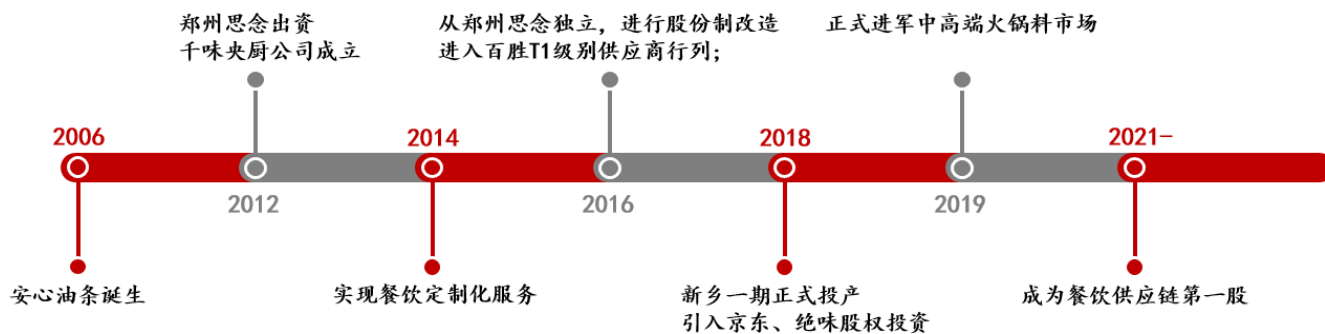 郑州思念出资
千味央厨公司成立
从郑州思念独立，进行股份制改造
进入百胜T1级别供应商行列；
正式进军中高端火锅料市场
2006
2014
2018
2021-
2012
2016
2019
安心油条诞生
实现餐饮定制化服务
新乡一期正式投产
引入京东、绝味股权投资
成为餐饮供应链第一股